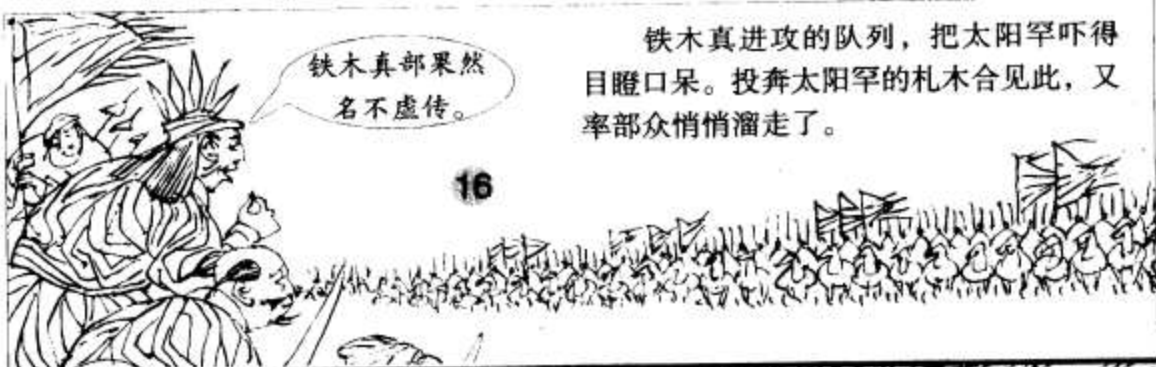 铁木真部果然
名不虚传。
铁木真进攻的队列，把太阳罕吓得
目瞪口呆。投奔太阳罕的札木合见此，又
率部众悄悄溜走了。
16